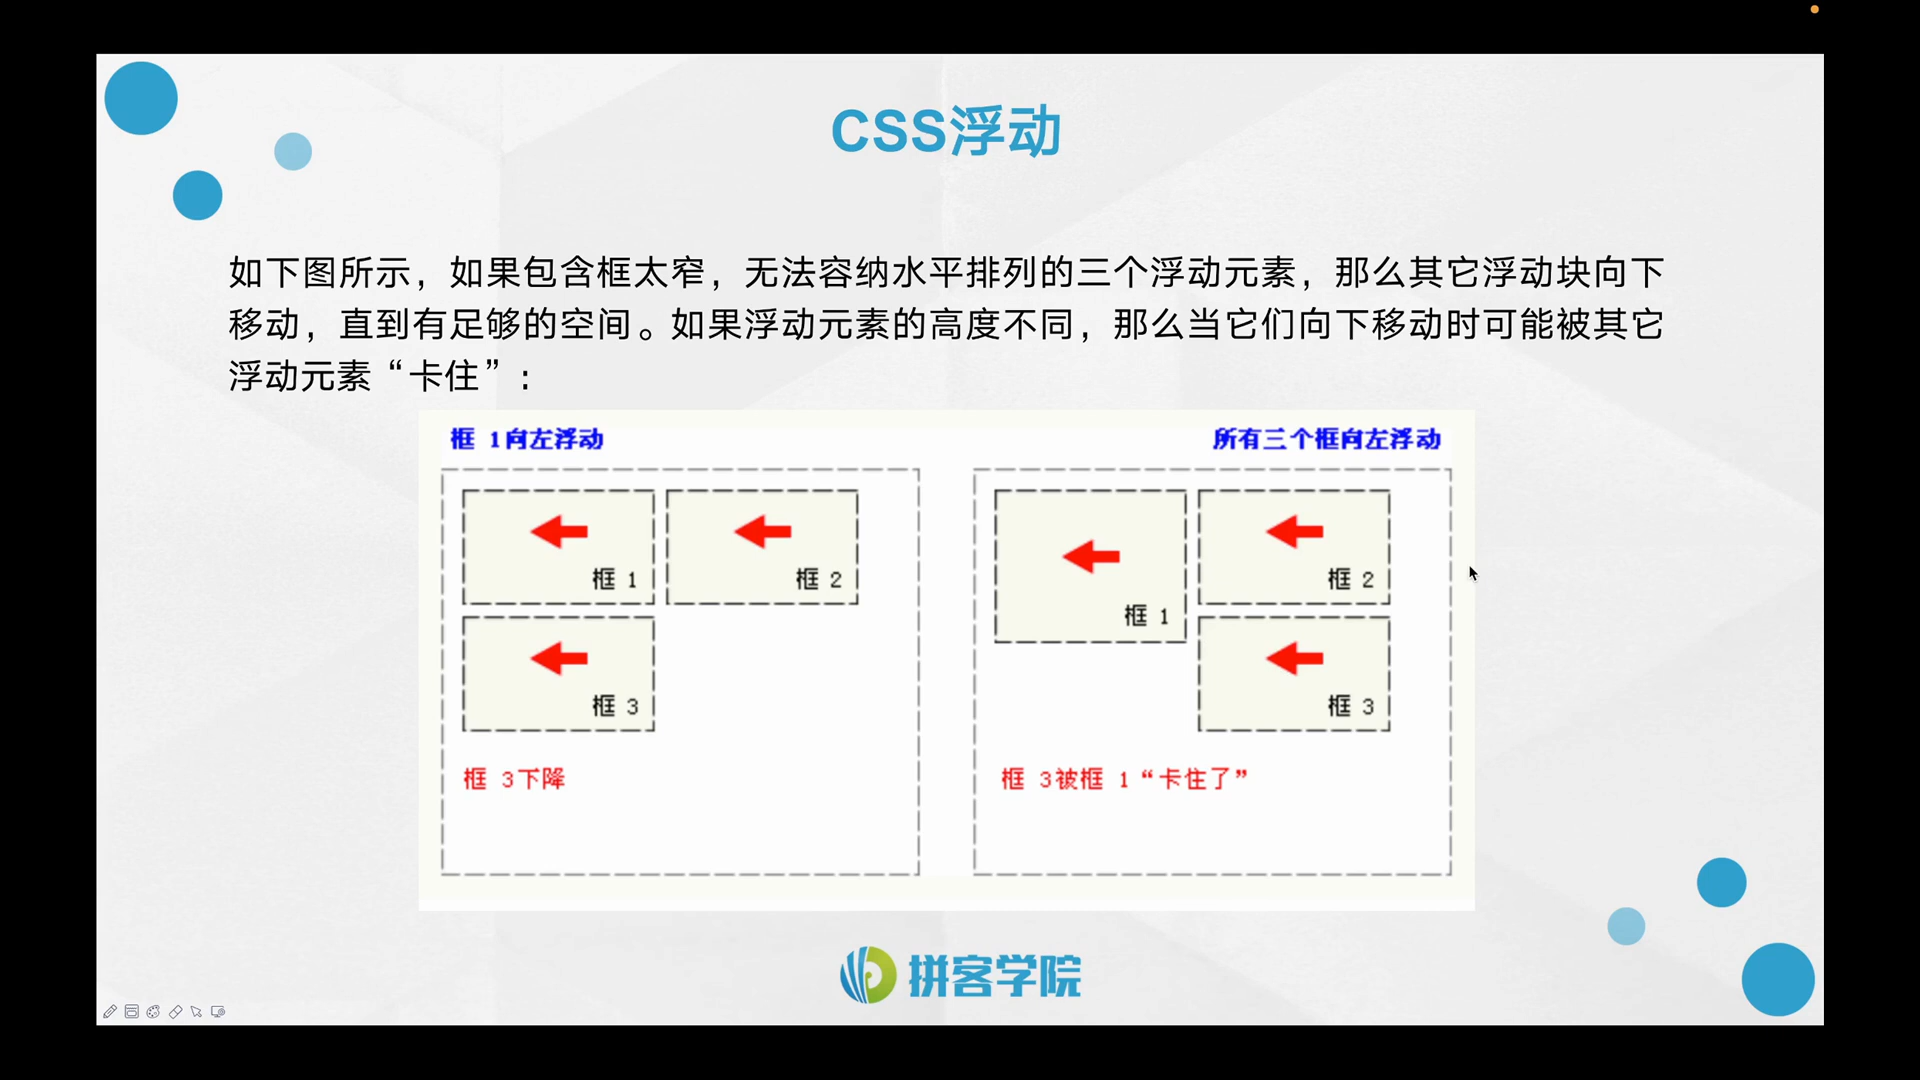 CSS浮动
如下图所示，如果包含框太窄，无法容纳水平排列的三个浮动元素，那么其它浮动块向下
移动，直到有足够的空间。如果浮动元素的高度不同，那么当它们向下移动时可能被其它
浮动元素“卡住”：
框 1向左浮动
框 1
框 2
框 3
框 3下降
所有三个框向左浮动
框 1
框 2
框 3
框 3被框 1“卡住了”
拼客学院